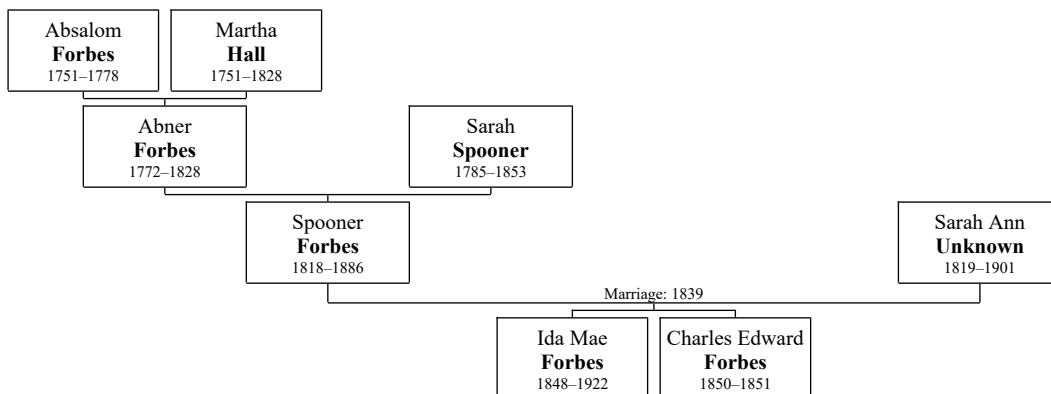 Absalom
Forbes
1751–1778
Martha
Hall
1751–1828
Abner
Forbes
1772–1828
Sarah
Spooner
1785–1853
Spooner
Forbes
1818–1886
Sarah Ann
Unknown
1819–1901
Marriage: 1839
Ida Mae
Forbes
1848–1922
Charles Edward
Forbes
1850–1851